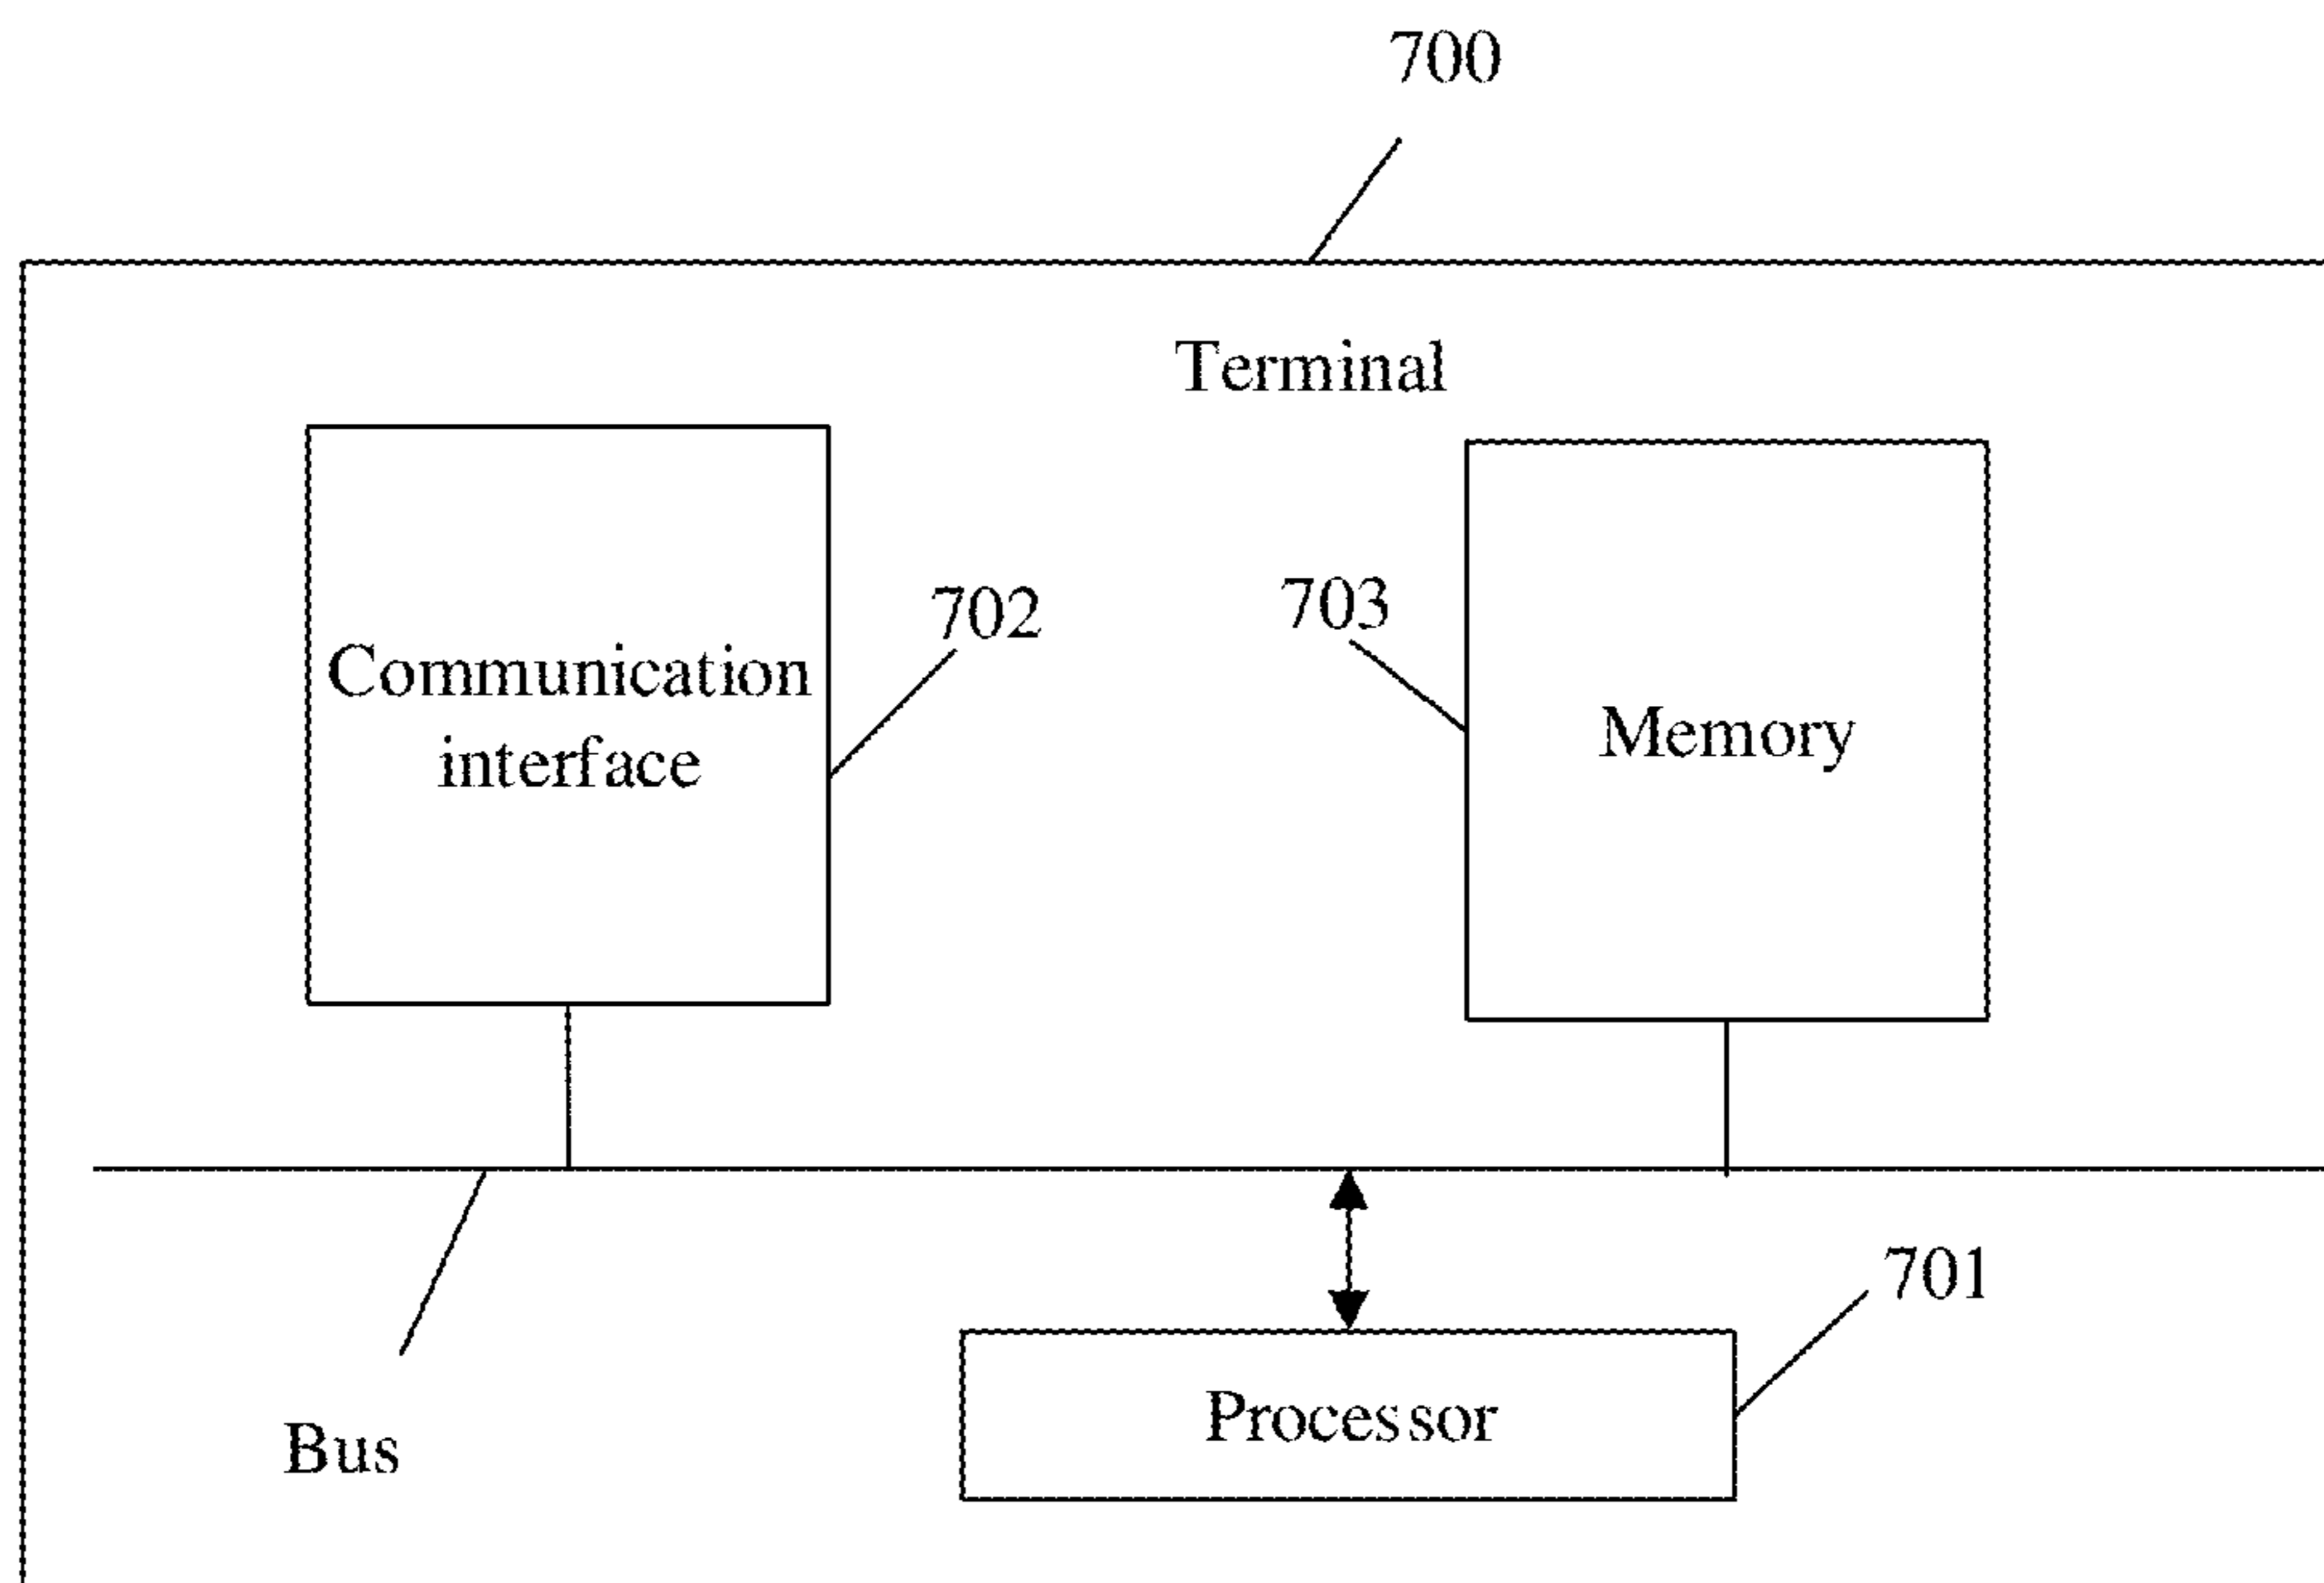 700
Terminal
702
703
Communication
interface
Memory
701
Processor
Bus